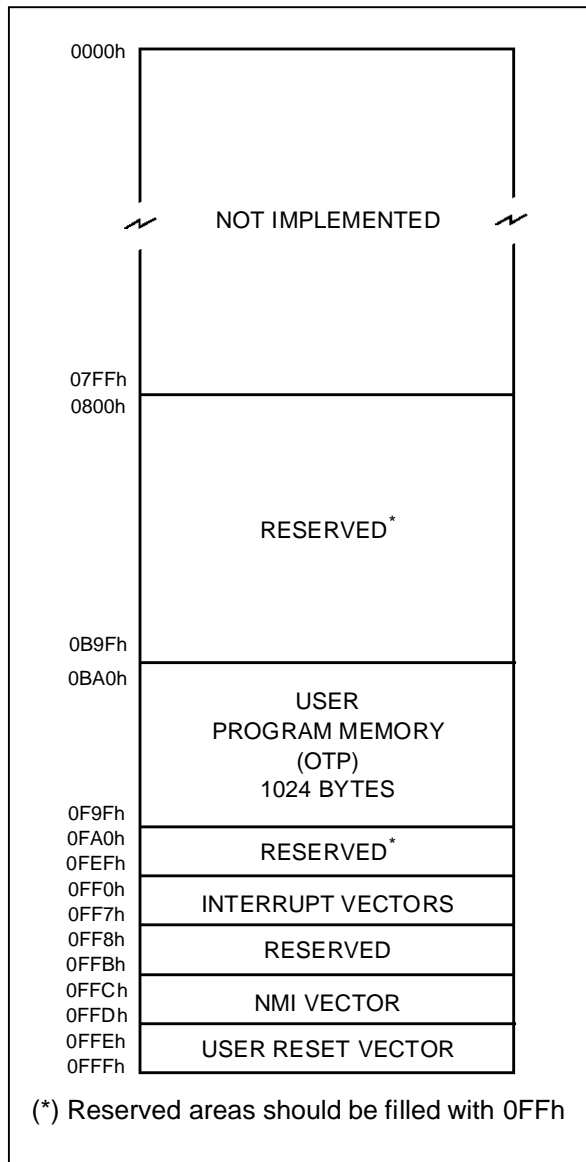 0000h
NOT IMPLEMENTED
07FFh
0800h
RESERVED*
0B9Fh
0BA0h
USER
PROGRAM MEMORY
(OTP)
1024 BYTES
0F9Fh
0FA0h
RESERVED*
0FEFh
0FF0h
INTERRUPT VECTORS
0FF7h
0FF8h
RESERVED
0FFBh
0FFCh
NMI VECTOR
0FFDh
0FFEh
USER RESET VECTOR
0FFFh
(*) Reserved areas should be filled with 0FFh